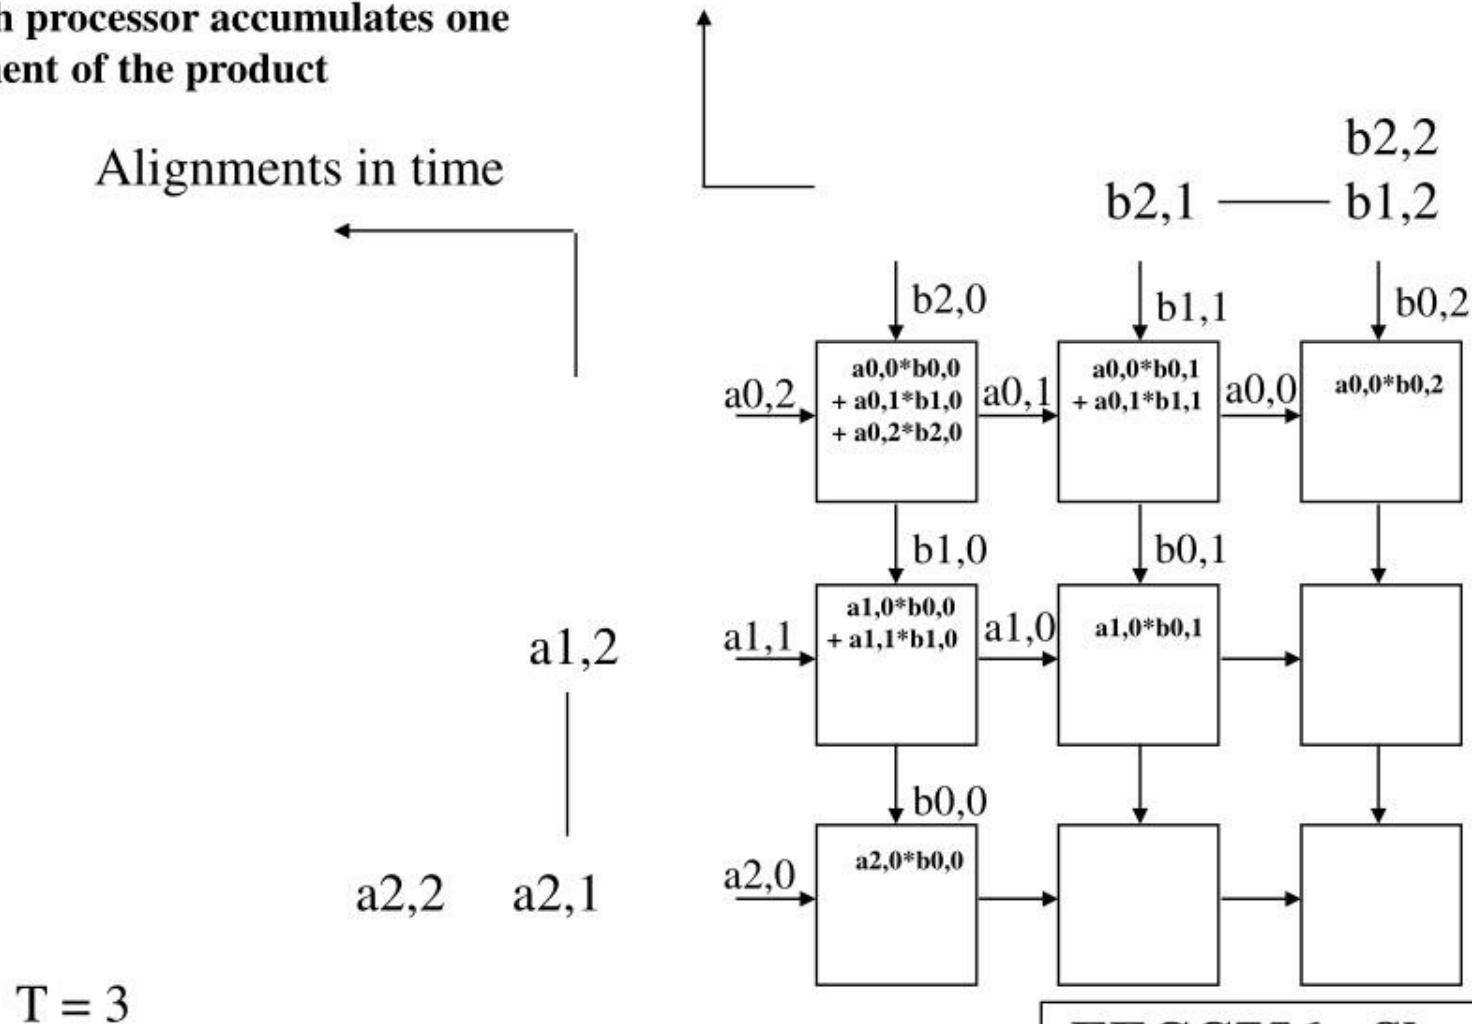 processor accumulates one
of the product
Alignments in time
b2,2
b2,1 b1,2
b2,0 b1,1 b0,2
a0,2 a0,0*b0,0 a0,1 a0,0*b0,1 a0,0 a0,0*b0,2
+ a0,1*b1,0 + a0,1*b1,1
+ a0,2*b2,0
b1,0 b0,1
a1,2 a1,1 a1,0*b0,0 a1,0 a1,0*b0,1
+ a1,1*b1,0
b0,0
a2,2 a2,1 a2,0 a2,0*b0,0
T = 3